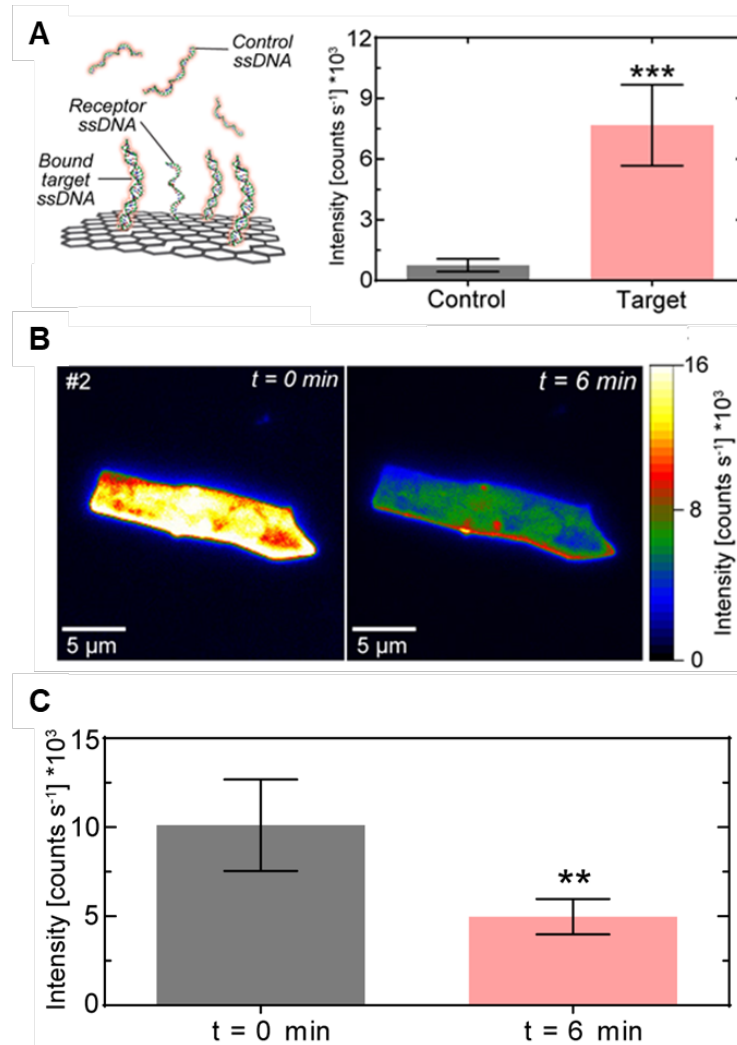 A
Control
ssDNA
Receptor
ssDNA
Bound
target
ssDNA
Intensity [counts s⁻¹] *10³
12
9
6
3
0
***
Control
Target
B
#2
t = 0 min
5 µm
t = 6 min
5 µm
16
8
0
Intensity [counts s⁻¹] *10³
C
Intensity [counts s⁻¹] *10³
15
10
5
0
**
t = 0 min
t = 6 min